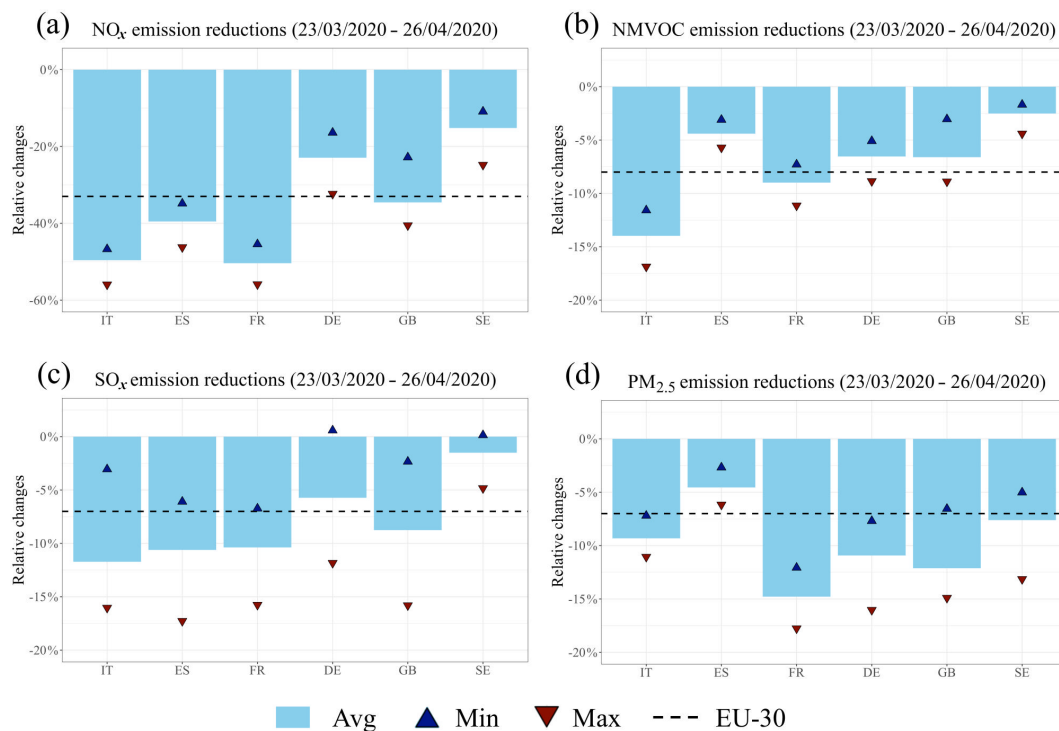 (a) NOx emission reductions (23/03/2020 – 26/04/2020)
Relative changes
0%
-20%
-40%
-60%
IT ES FR DE GB SE
(b) NMVOC emission reductions (23/03/2020 – 26/04/2020)
Relative changes
0%
-5%
-10%
-15%
-20%
IT ES FR DE GB SE
(c) SOx emission reductions (23/03/2020 – 26/04/2020)
Relative changes
0%
-5%
-10%
-15%
-20%
IT ES FR DE GB SE
(d) PM2.5 emission reductions (23/03/2020 – 26/04/2020)
Relative changes
0%
-5%
-10%
-15%
-20%
IT ES FR DE GB SE
Avg Min Max EU-30